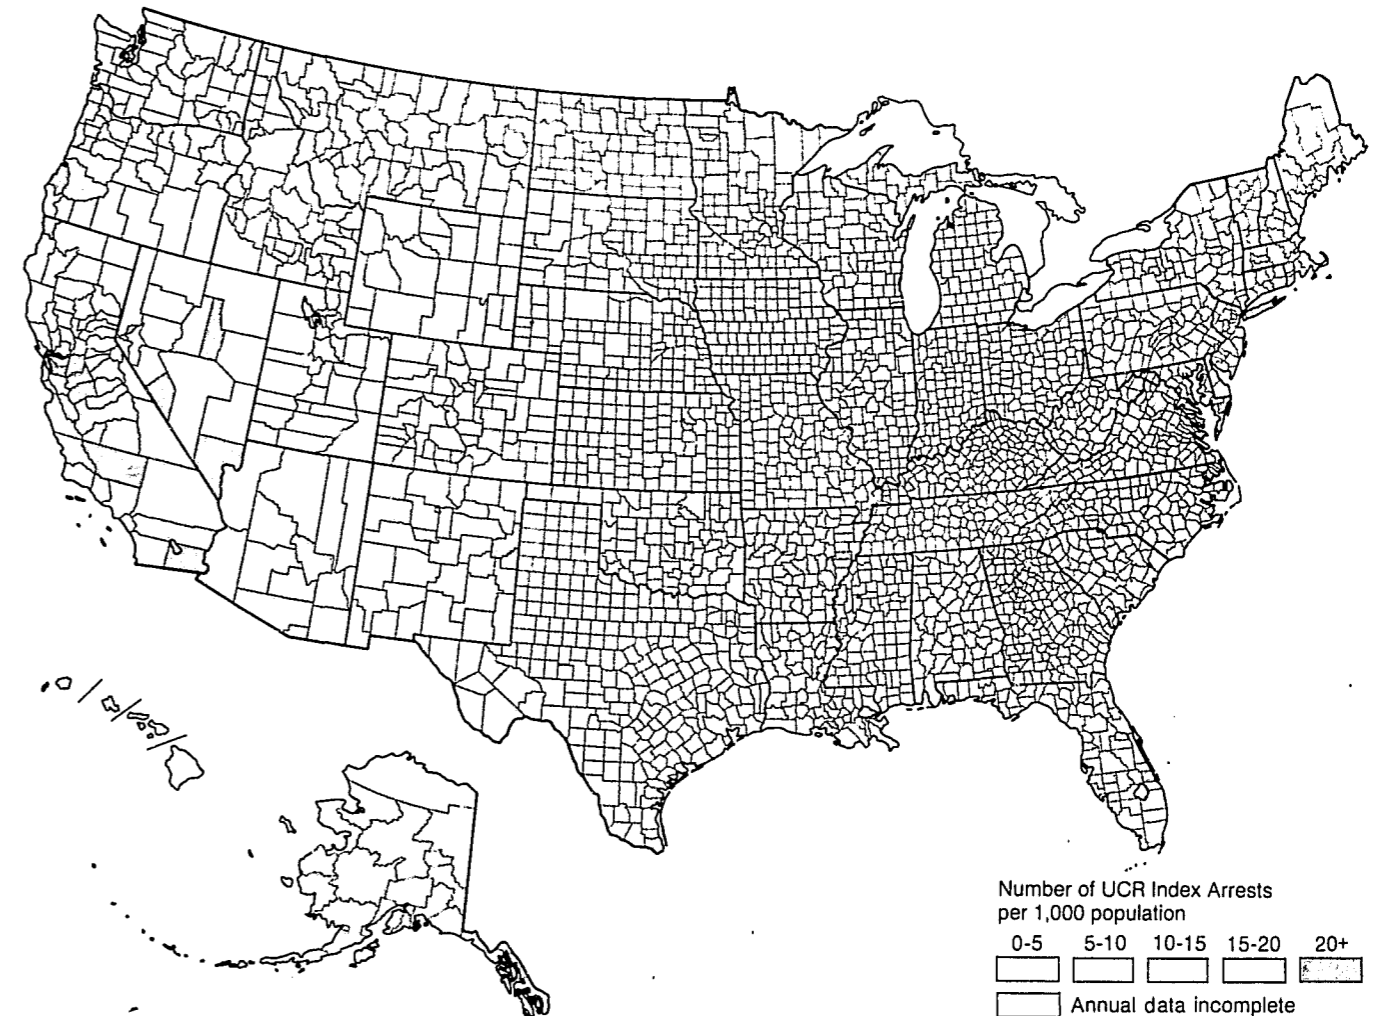 Number of UCR Index Arrests
per 1,000 population
0-5 5-10 10-15 15-20 20+
Annual data incomplete